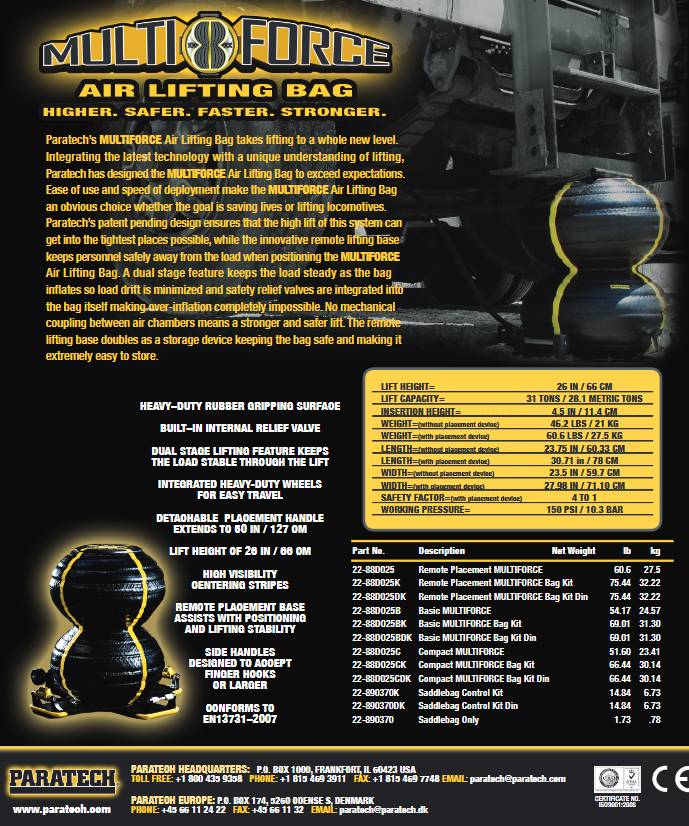 MULTI FORCE
AIR LIFTING BAG
HIGHER. SAFER. FASTER. STRONGER.
Paratech's MULTIFORCE Air Lifting Bag takes lifting to a whole new level.
Integrating the latest technology with a unique understanding of lifting,
Paratech has designed the MULTIFORCE Air Lifting Bag to exceed expectations.
Ease of use and speed of deployment make the MULTIFORCE Air Lifting Bag
an obvious choice whether the goal is saving lives or lifting locomotives.
Paratech's patent pending design ensures that the high lift of this system can
get into the tightest places possible, while the innovative remote lifting base
keeps personnel safely away from the load when positioning the MULTIFORCE
Air Lifting Bag. A dual stage feature keeps the load steady as the bag
inflates so load drift is minimized and safety relief valves are integrated into
the bag itself making over-inflation completely impossible. No mechanical
coupling between air chambers means a stronger and safer lift. The remote
lifting base doubles as a storage device keeping the bag safe and making it
extremely easy to store.
HEAVY-DUTY RUBBER GRIPPING SURFACE
BUILT-IN INTERNAL RELIEF VALVE
DUAL STAGE LIFTING FEATURE KEEPS
THE LOAD STABLE THROUGH THE LIFT
INTEGRATED HEAVY-DUTY WHEELS
FOR EASY TRAVEL
DETACHABLE PLACEMENT HANDLE
EXTENDS TO 50 IN / 127 CM
LIFT HEIGHT OF 26 IN / 66 CM
HIGH VISIBILITY
CENTERING STRIPES
REMOTE PLACEMENT BASE
ASSISTS WITH POSITIONING
AND LIFTING STABILITY
SIDE HANDLES
DESIGNED TO ACCEPT
FINGER HOOKS
OR LARGER
CONFORMS TO
EN13731-2007
LIFT HEIGHT= 26 IN / 66 CM
LIFT CAPACITY= 31 TONS / 28.1 METRIC TONS
INSERTION HEIGHT= 4.5 IN / 11.4 CM
WEIGHT=(without placement device) 46.2 LBS / 21 KG
WEIGHT=(with placement device) 60.6 LBS / 27.5 KG
LENGTH=(without placement device) 23.75 IN / 60.33 CM
LENGTH=(with placement device) 30.71 in / 78 CM
WIDTH=(without placement device) 23.5 IN / 59.7 CM
WIDTH=(with placement device) 27.98 IN / 71.10 CM
SAFETY FACTOR=(with placement device) 4 TO 1
WORKING PRESSURE= 150 PSI / 10.3 BAR
Part No. Description Net Weight lb kg
22-88D025 Remote Placement MULTIFORCE 60.6 27.5
22-88D025K Remote Placement MULTIFORCE Bag Kit 75.44 32.22
22-88D025DK Remote Placement MULTIFORCE Bag Kit Din 75.44 32.22
22-88D025B Basic MULTIFORCE 54.17 24.57
22-88D025BK Basic MULTIFORCE Bag Kit 69.01 31.30
22-88D025BDK Basic MULTIFORCE Bag Kit Din 69.01 31.30
22-88D025C Compact MULTIFORCE 51.60 23.41
22-88D025CK Compact MULTIFORCE Bag Kit 66.44 30.14
22-88D025CDK Compact MULTIFORCE Bag Kit Din 66.44 30.14
22-890370K Saddlebag Control Kit 14.84 6.73
22-890370DK Saddlebag Control Kit Din 14.84 6.73
22-890370 Saddlebag Only 1.73 .78
PARATECH
www.paratech.com
PARATECH HEADQUARTERS: P.O. BOX 1000, FRANKFORT, IL 60423 USA
TOLL FREE: +1 800 435 9358 PHONE: +1 815 469 3911 FAX: +1 815 469 7748 EMAIL: paratech@paratech.com
PARATECH EUROPE: P.O. BOX 174, 5260 ODENSE S, DENMARK
PHONE: +45 66 11 24 22 FAX: +45 66 11 32 EMAIL: paratech@paratech.dk
CERTIFICATE NO.
ISO9001:2008
CE